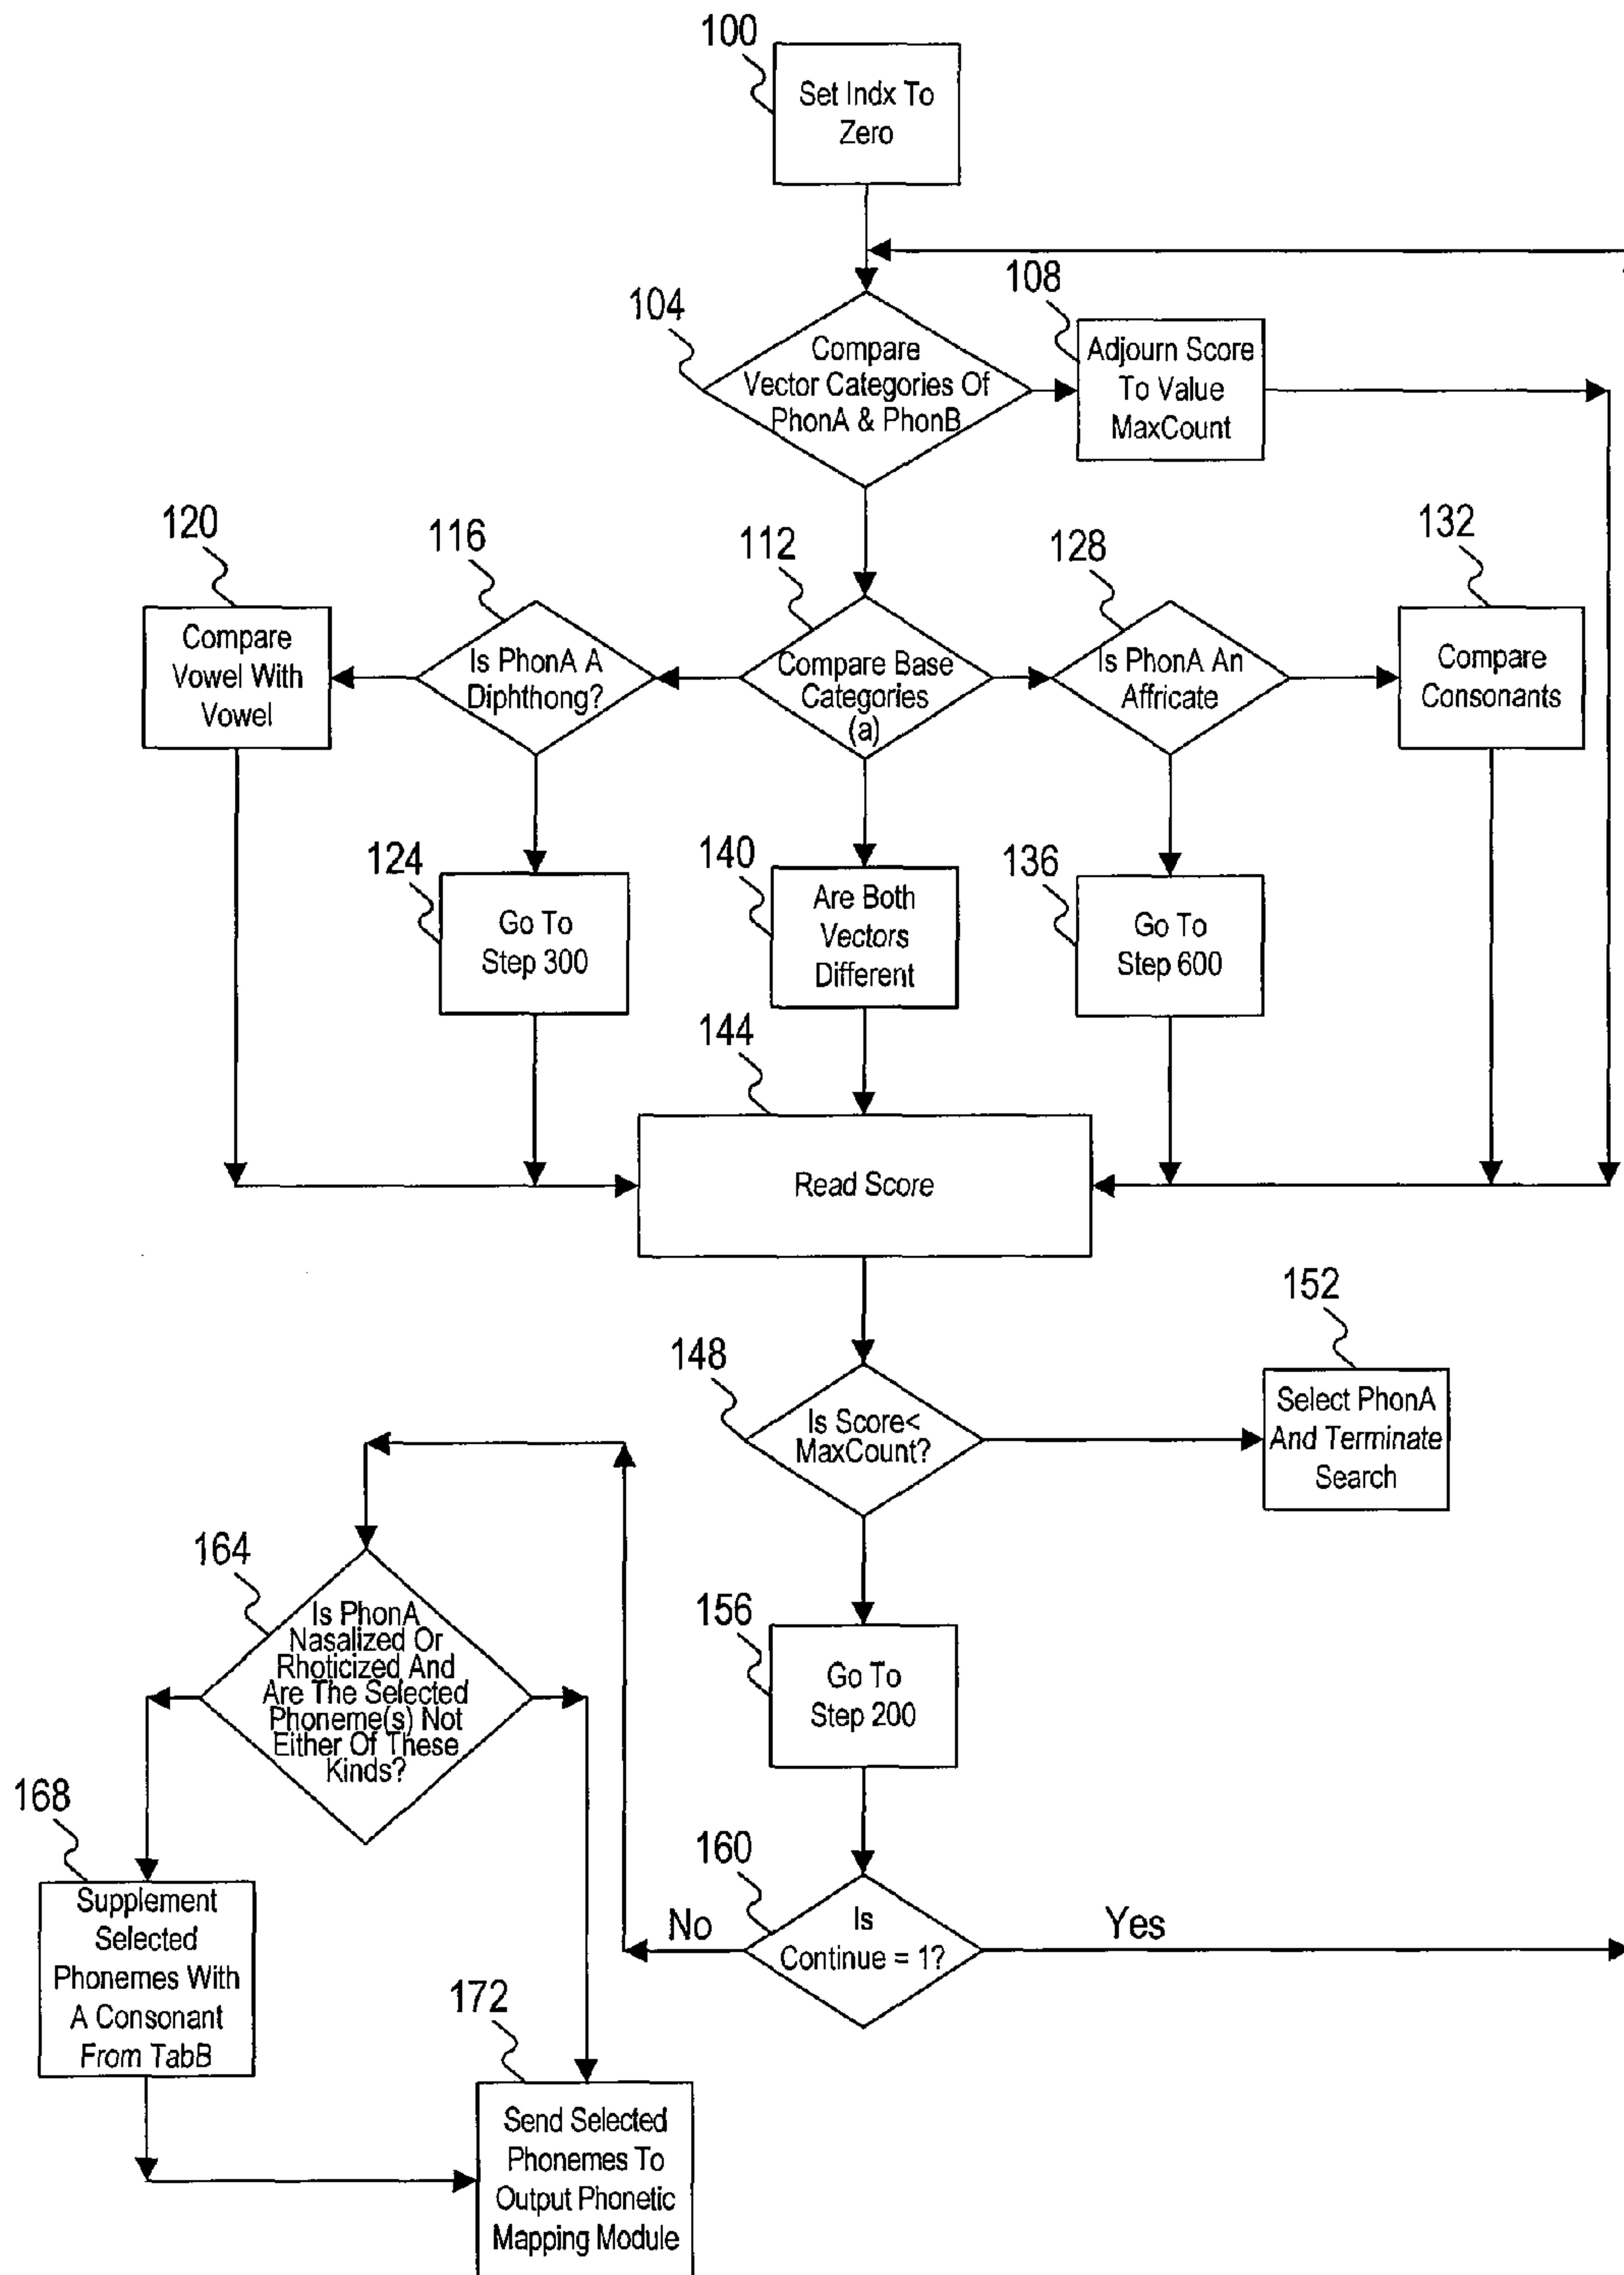 100
Set Indx To
Zero
104
Compare
Vector Categories Of
PhonA & PhonB
108
Adjourn Score
To Value
MaxCount
120
Compare
Vowel With
Vowel
116
Is PhonA A
Diphthong?
112
Compare Base
Categories
(a)
128
Is PhonA An
Affricate
132
Compare
Consonants
124
Go To
Step 300
140
Are Both
Vectors
Different
136
Go To
Step 600
144
Read Score
148
Is Score<
MaxCount?
152
Select PhonA
And Terminate
Search
156
Go To
Step 200
160
Is
Continue = 1?
No
Yes
164
Is PhonA
Nasalized Or
Rhoticized And
Are The Selected
Phoneme(s) Not
Either Of These
Kinds?
168
Supplement
Selected
Phonemes With
A Consonant
From TabB
172
Send Selected
Phonemes To
Output Phonetic
Mapping Module